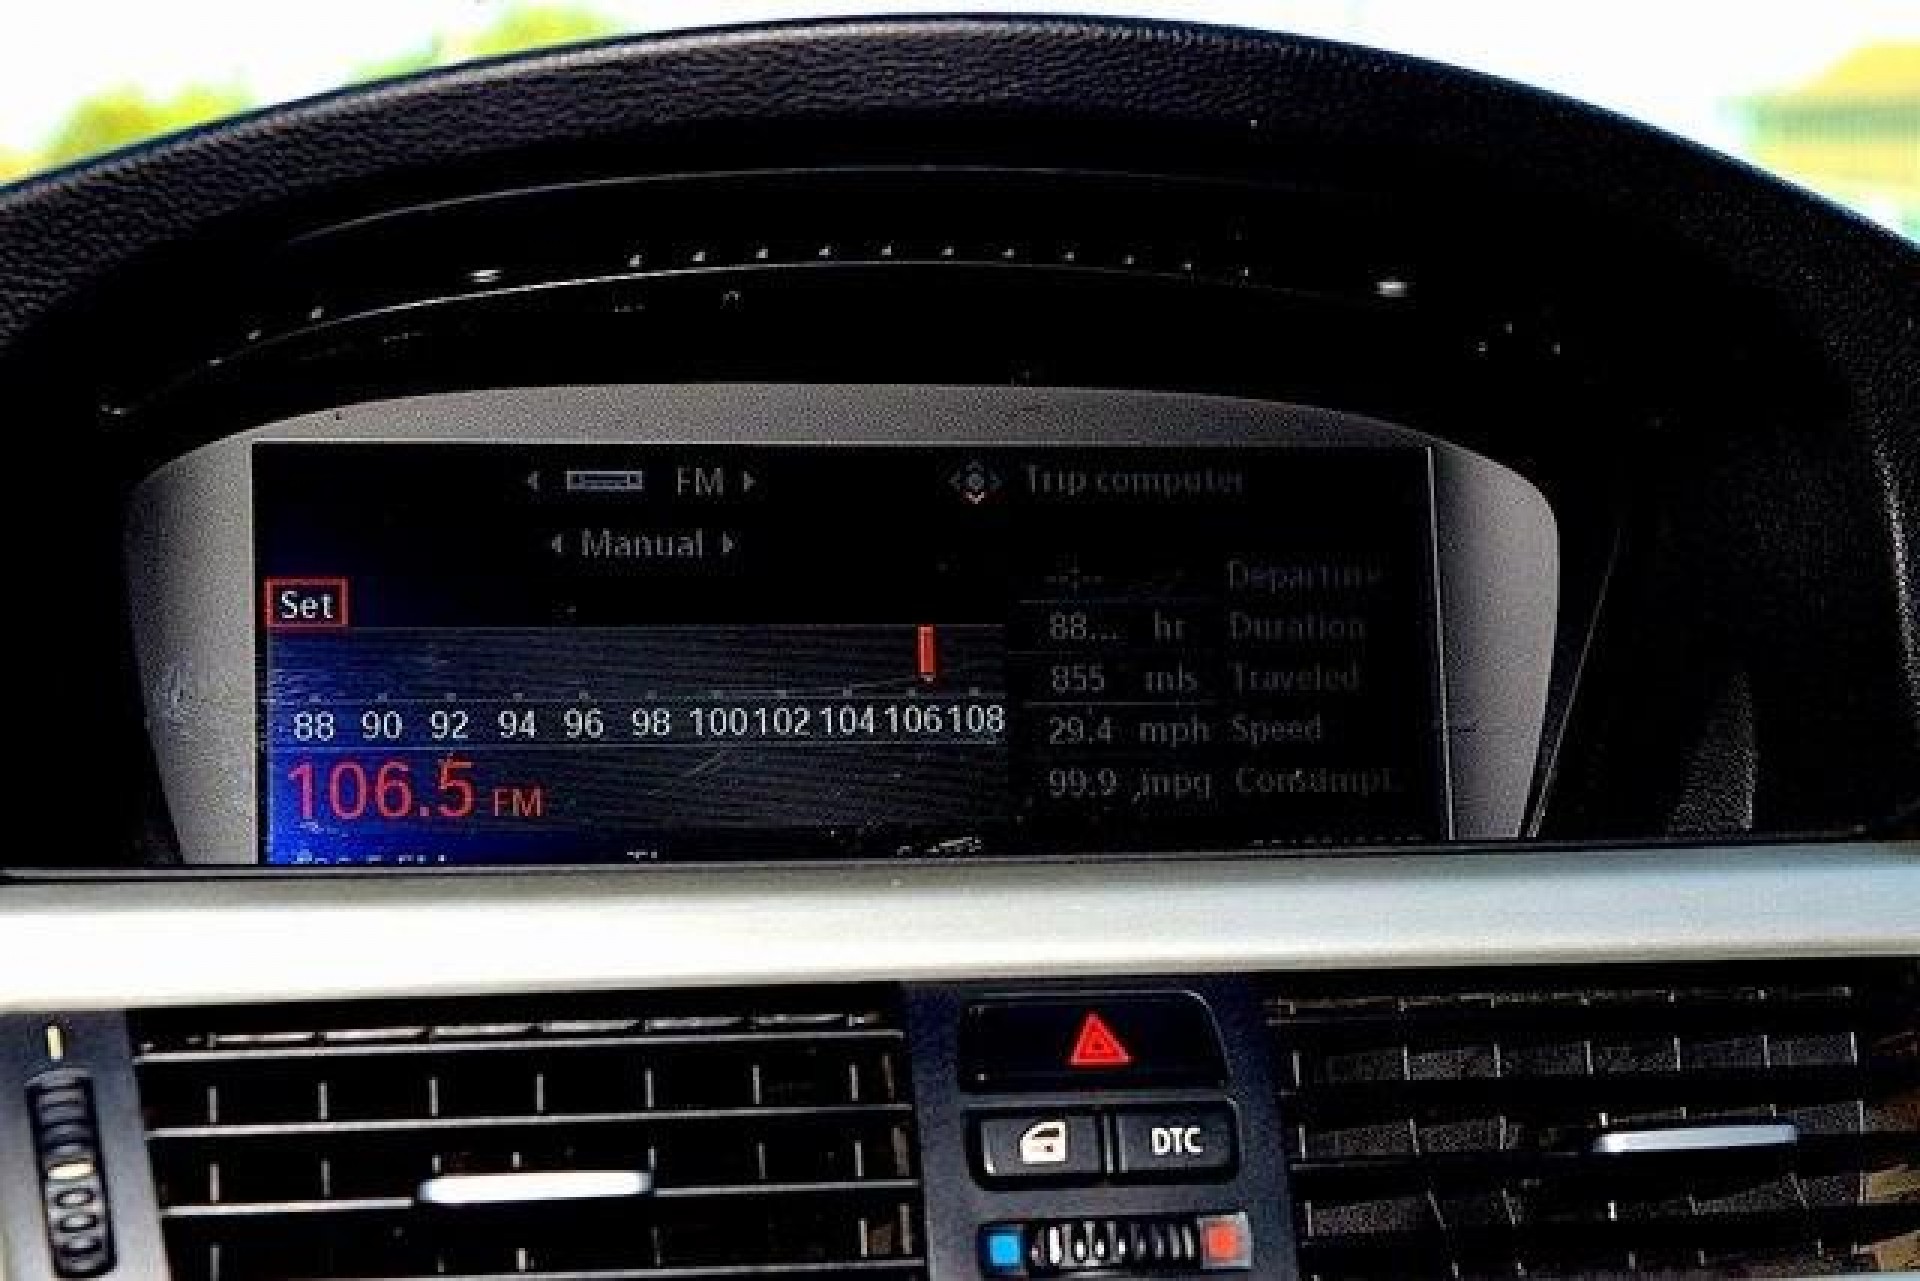 FM
Trip computer
Manual
Departure
Set
88... hr Duration
855 mls Traveled
88 90 92 94 96 98 100 102 104 106 108
29.4 mph Speed
106.5 FM
99.9 mpg Consumpt.
DTC